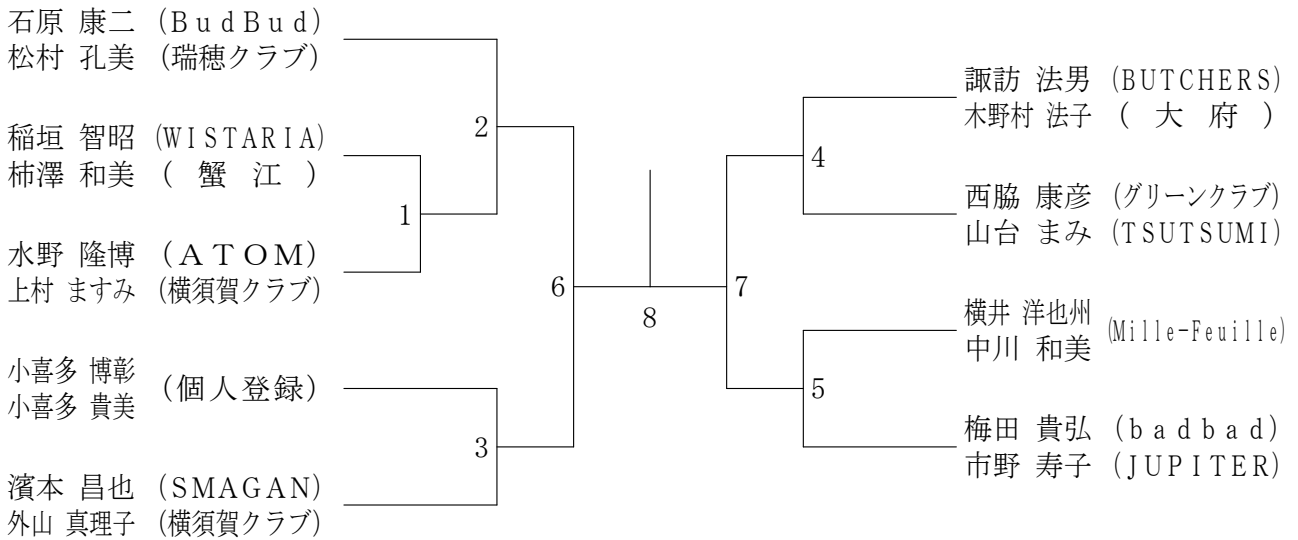 石原 康二 (BudBud)
松村 孔美 (瑞穂クラブ)
稲垣 智昭 (WISTARIA)
柿澤 和美 (蟹江)
水野 隆博 (ATOM)
上村 ますみ (横須賀クラブ)
小喜多 博彰
小喜多 貴美
(個人登録)
濱本 昌也 (SMAGAN)
外山 真理子 (横須賀クラブ)
2
1
3
6
8
7
4
5
諏訪 法男 (BUTCHERS)
木野村 法子 (大府)
西脇 康彦 (グリーンクラブ)
山台 まみ (TSUTSUMI)
横井 洋也州
中川 和美
(Mille-Feuille)
梅田 貴弘 (badbad)
市野 寿子 (JUPITER)